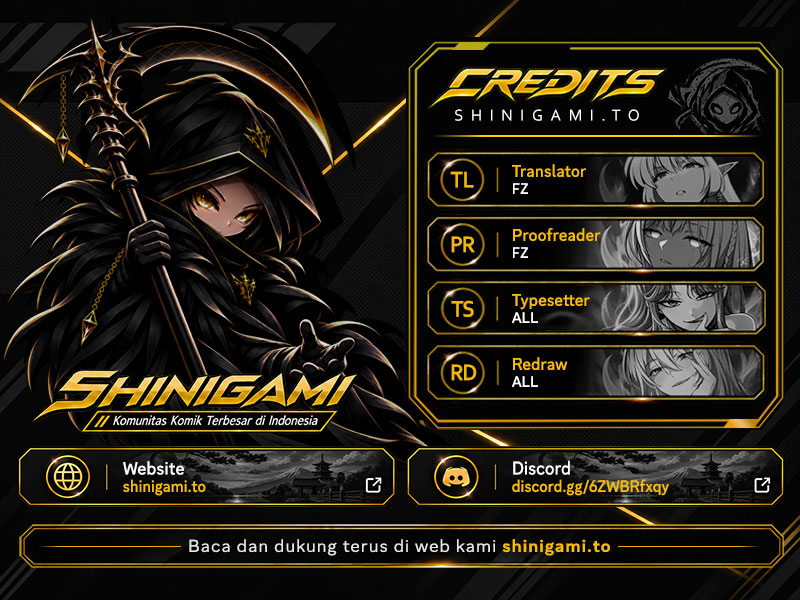 CREDITS
SHINIGAMI.TO
TL
Translator
FZ
PR
Proofreader
FZ
TS
Typesetter
ALL
RD
Redraw
ALL
SHINIGAMI
// Komunitas Komik Terbesar di Indonesia
Website
shinigami.to
Discord
discord.gg/6ZWBRfxqy
Baca dan dukung terus di web kami shinigami.to